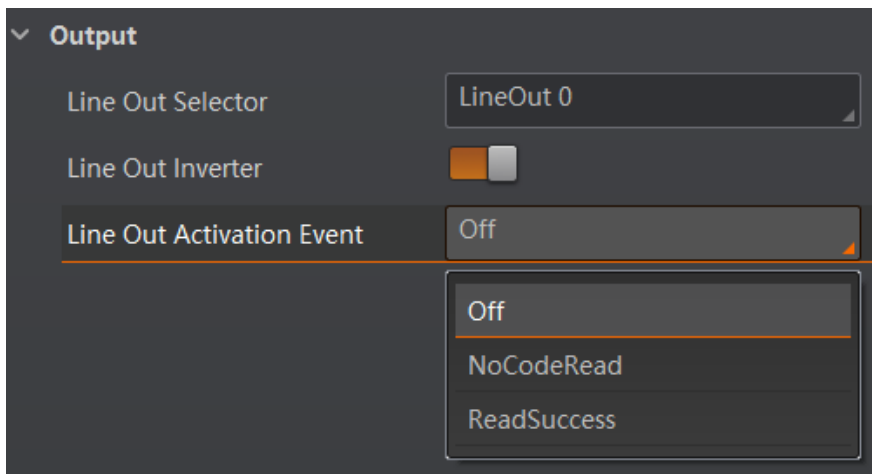 Output
Line Out Selector LineOut 0
Line Out Inverter
Line Out Activation Event Off
Off
NoCodeRead
ReadSuccess